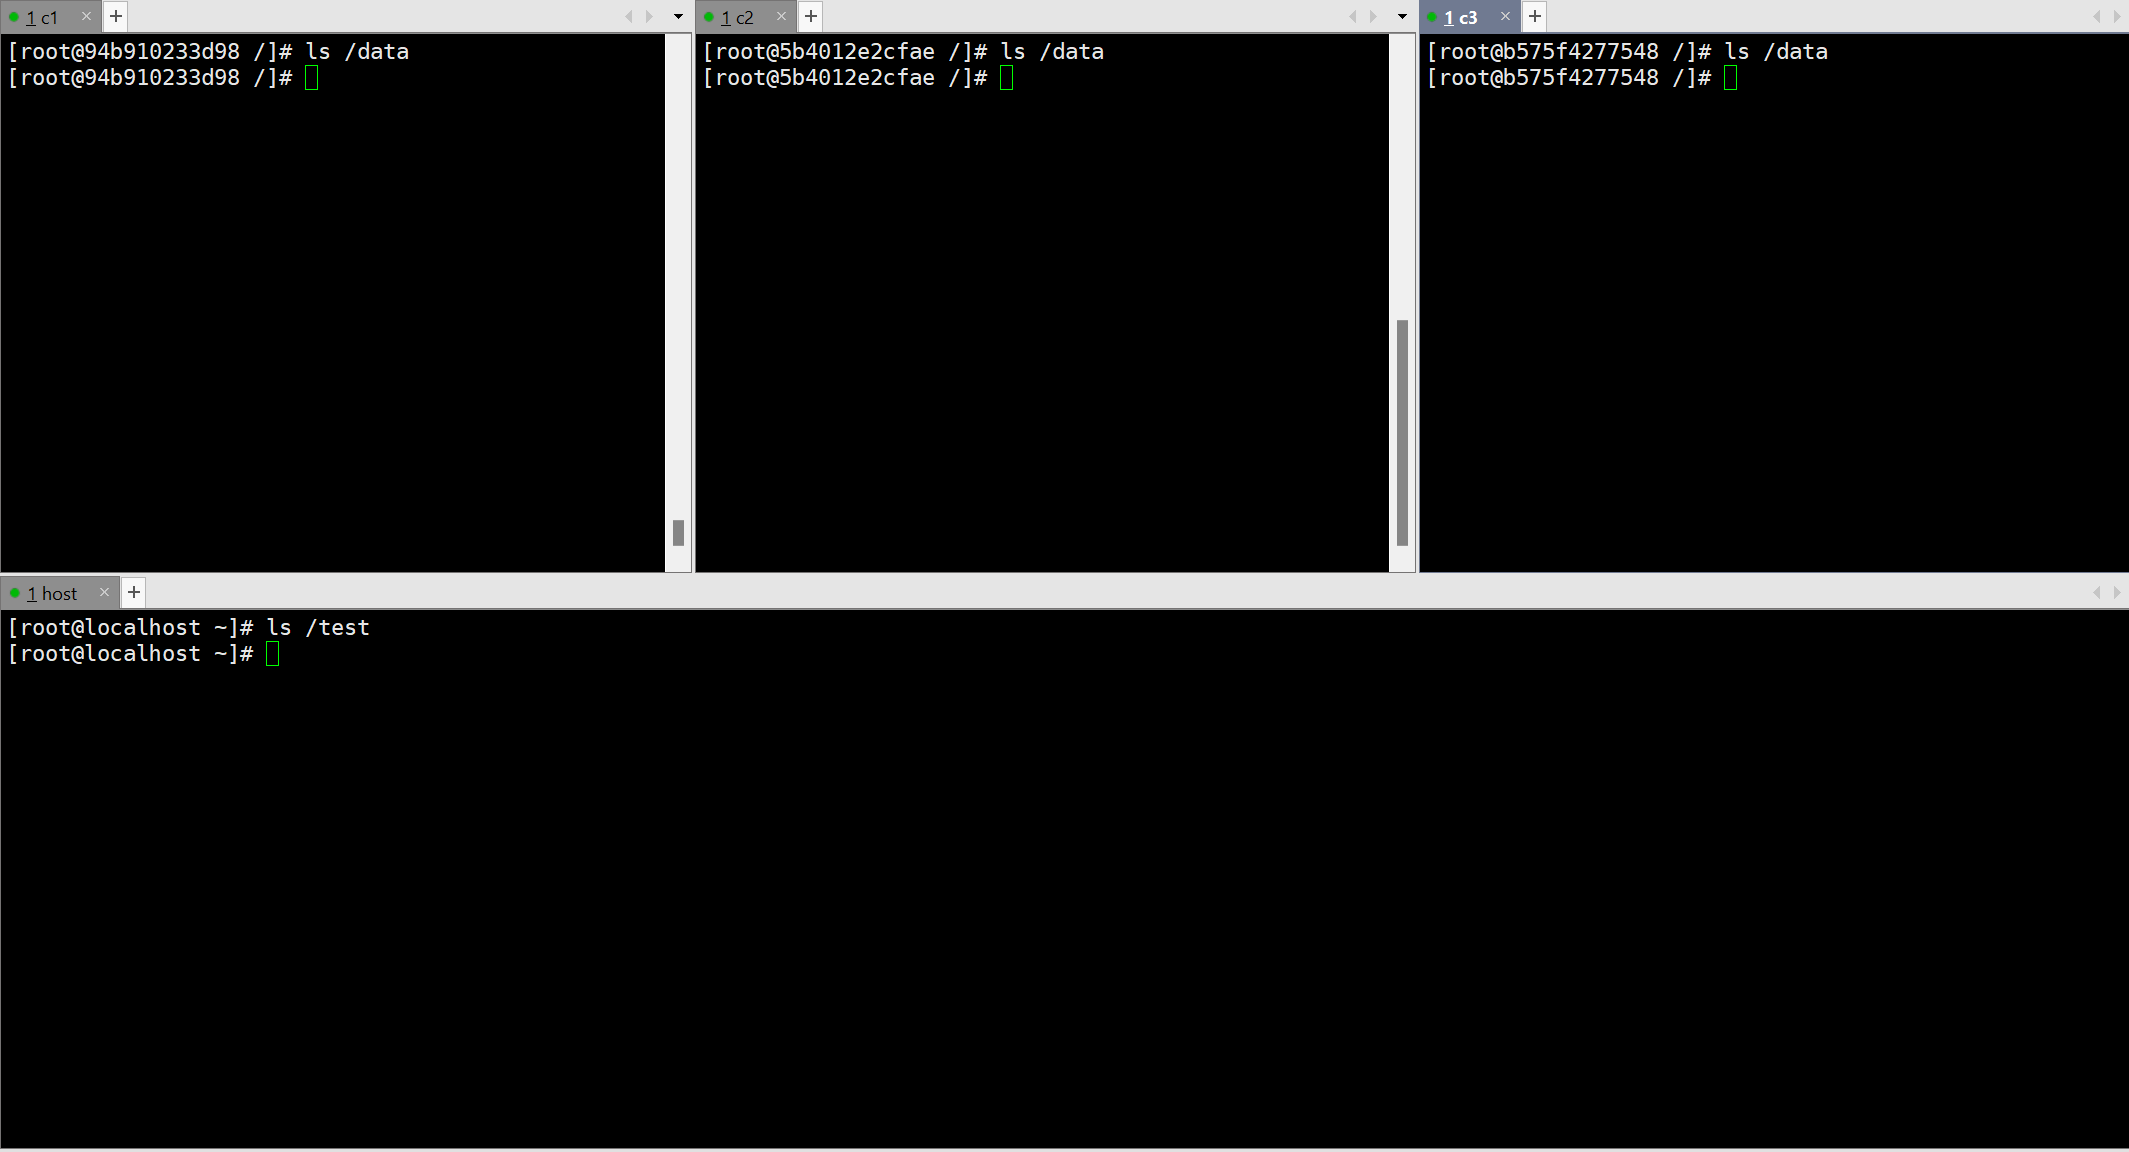 1 c1
[root@94b910233d98 /]# ls /data
[root@94b910233d98 /]#
1 c2
[root@5b4012e2cfae /]# ls /data
[root@5b4012e2cfae /]#
1 c3
[root@b575f4277548 /]# ls /data
[root@b575f4277548 /]#
1 host
[root@localhost ~]# ls /test
[root@localhost ~]#